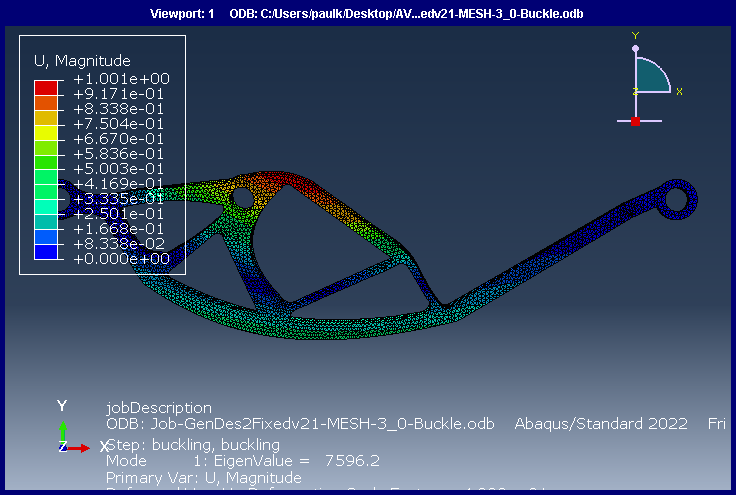 Viewport: 1 ODB: C:/Users/paulk/Desktop/AV...edv21-MESH-3_0-Buckle.odb
U, Magnitude
+1.001e+00
+9.171e-01
+8.338e-01
+7.504e-01
+6.670e-01
+5.836e-01
+5.003e-01
+4.169e-01
+3.335e-01
+2.501e-01
+1.668e-01
+8.338e-02
+0.000e+00
Y
Z X
Y
Z X
jobDescription
ODB: Job-GenDes2Fixedv21-MESH-3_0-Buckle.odb Abaqus/Standard 2022 Fri
Step: buckling, buckling
Mode 1: EigenValue = 7596.2
Primary Var: U, Magnitude